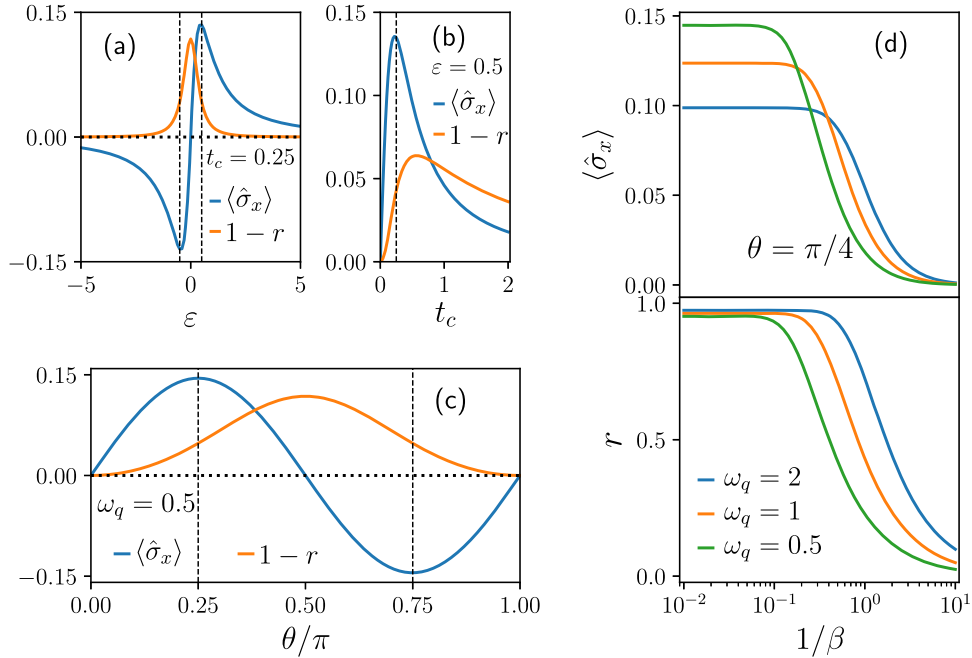 (a)
0.15
0.00
−0.15
t_c = 0.25
⟨σ̂_x⟩
1 − r
−5
0
5
ε
(b)
0.15
0.10
0.05
0.00
ε = 0.5
⟨σ̂_x⟩
1 − r
0
1
2
t_c
(c)
0.15
0.00
−0.15
ω_q = 0.5
⟨σ̂_x⟩
1 − r
0.00
0.25
0.50
0.75
1.00
θ/π
(d)
0.15
0.10
0.05
0.00
⟨σ̂_x⟩
θ = π/4
1.0
0.5
0.0
r
ω_q = 2
ω_q = 1
ω_q = 0.5
10⁻²
10⁻¹
10⁰
10¹
1/β